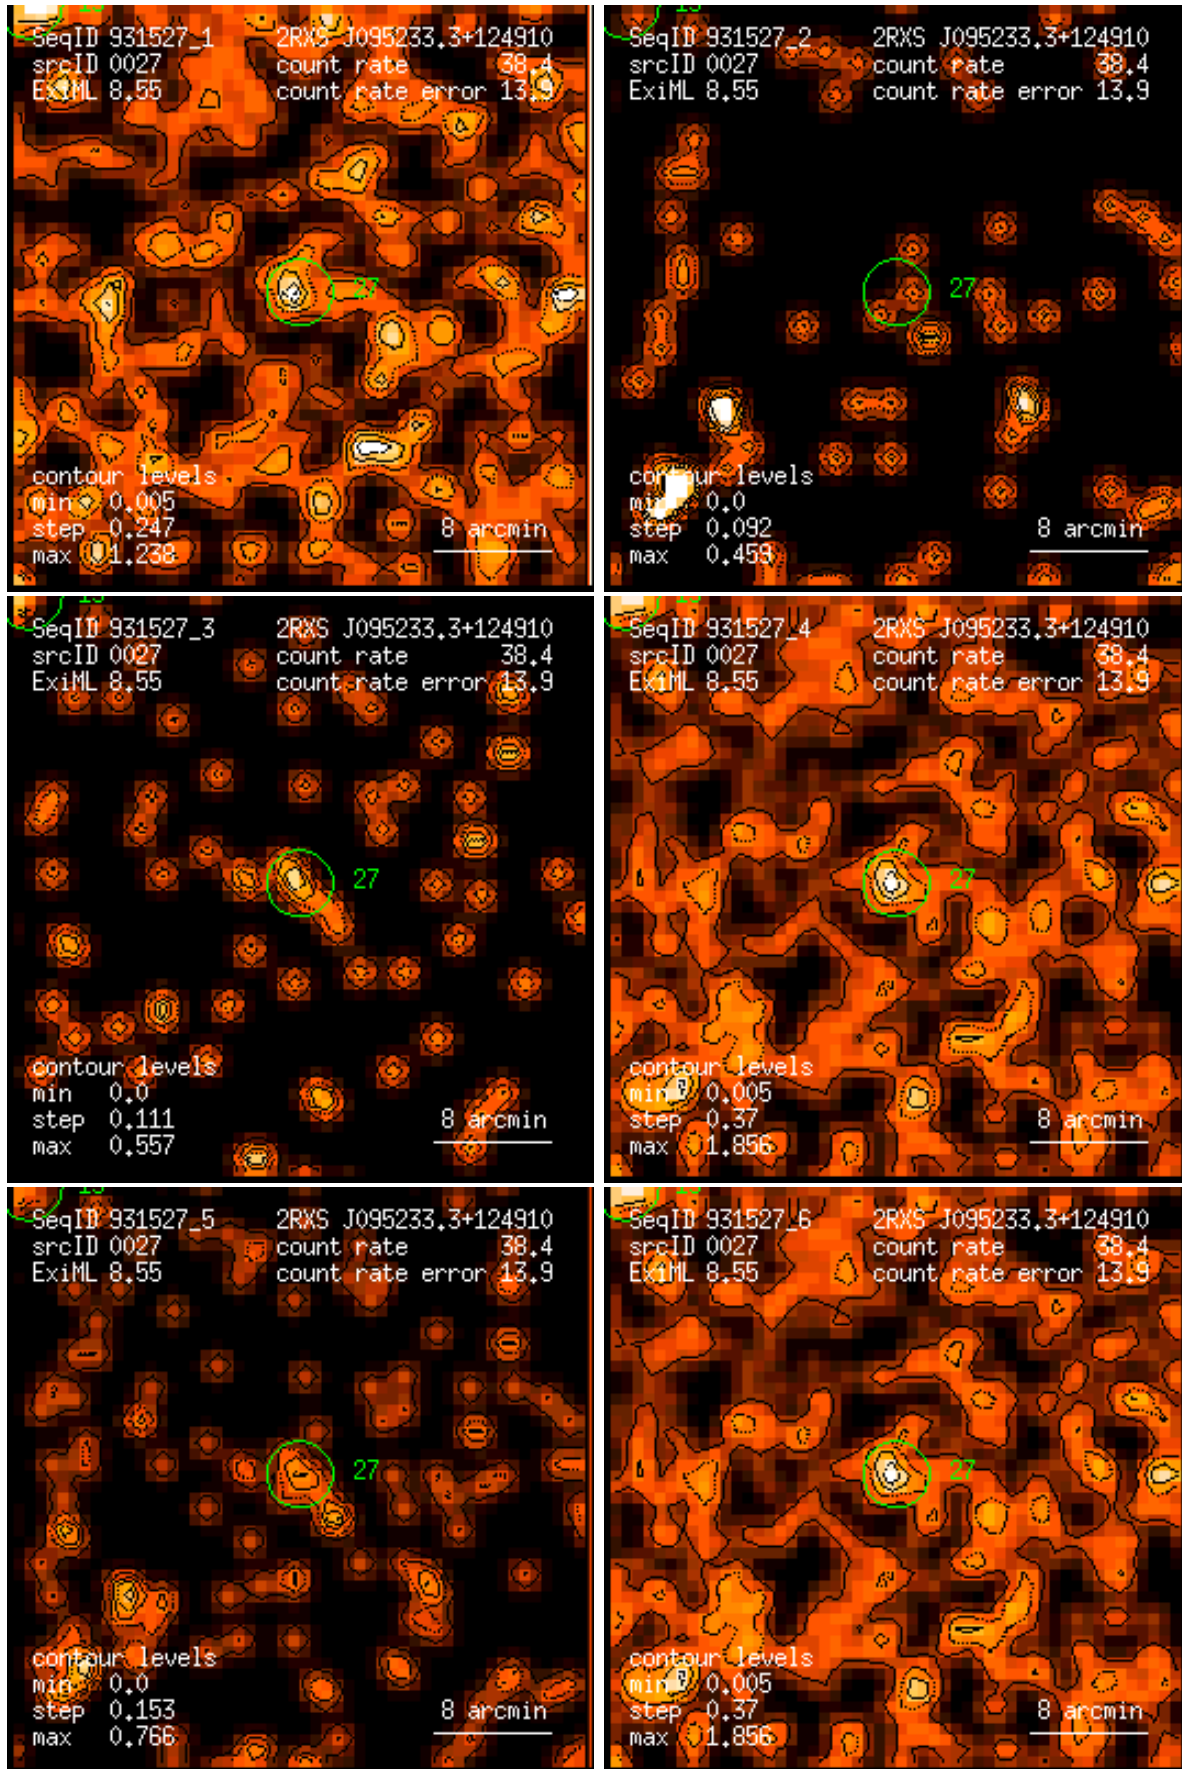 13
SeqID 931527_1 2RXS J095233.3+124910
srcID 0027 count rate 38.4
ExiML 8.55 count rate error 13.9
27
contour levels
min 0.005
step 0.247 8 arcmin
max 1.238
13
SeqID 931527_2 2RXS J095233.3+124910
srcID 0027 count rate 38.4
ExiML 8.55 count rate error 13.9
27
contour levels
min 0.0
step 0.092 8 arcmin
max 0.459
13
SeqID 931527_3 2RXS J095233.3+124910
srcID 0027 count rate 38.4
ExiML 8.55 count rate error 13.9
27
contour levels
min 0.0
step 0.111 8 arcmin
max 0.557
13
SeqID 931527_4 2RXS J095233.3+124910
srcID 0027 count rate 38.4
ExiML 8.55 count rate error 13.9
27
contour levels
min 0.005
step 0.37 8 arcmin
max 1.856
13
SeqID 931527_5 2RXS J095233.3+124910
srcID 0027 count rate 38.4
ExiML 8.55 count rate error 13.9
27
contour levels
min 0.0
step 0.153 8 arcmin
max 0.766
13
SeqID 931527_6 2RXS J095233.3+124910
srcID 0027 count rate 38.4
ExiML 8.55 count rate error 13.9
27
contour levels
min 0.005
step 0.37 8 arcmin
max 1.856